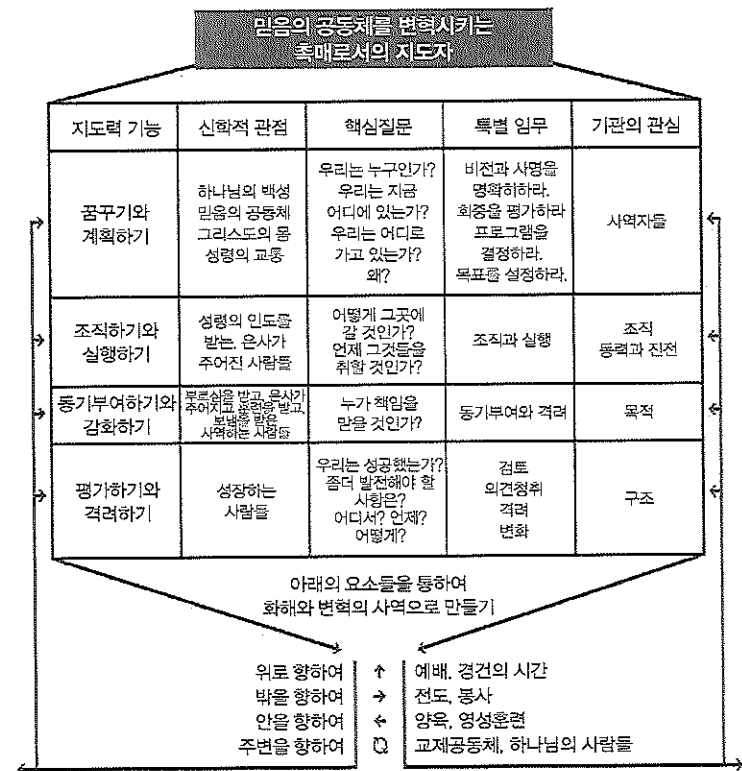 믿음의 공동체를 변혁시키는
촉매로서의 지도자
지도력 기능 신학적 관점 핵심질문 특별 임무 기관의 관심
꿈꾸기와
계획하기
하나님의 백성
믿음의 공동체
그리스도의 몸
성령의 교통
우리는 누구인가?
우리는 지금
어디에 있는가?
우리는 어디로
가고 있는가?
왜?
비전과 사명을
명확히하라.
회중을 평가하라
프로그램을
결정하라.
목표를 설정하라.
사역자들
조직하기와
실행하기
성령의 인도를
받는, 은사가
주어진 사람들
어떻게 그곳에
갈 것인가?
언제 그것들을
취할 것인가?
조직과 실행
조직
동력과 진전
동기부여하기와
감화하기
부르심을 받고, 은사가
주어지고 훈련을 받고,
보냄을 받은
사역하는 사람들
누가 책임을
맡을 것인가?
동기부여와 격려
목적
평가하기와
격려하기
성장하는
사람들
우리는 성공했는가?
좀더 발전해야 할
사항은?
어디서? 언제?
어떻게?
검토
의견청취
격려
변화
구조
아래의 요소들을 통하여
화해와 변혁의 사역으로 만들기
위로 향하여 ↑ 예배, 경건의 시간
밖을 향하여 → 전도, 봉사
안을 향하여 ← 양육, 영성훈련
주변을 향하여 교제공동체, 하나님의 사람들